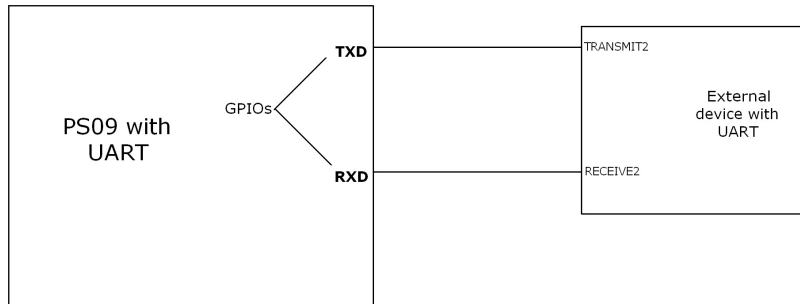 TXD
TRANSMIT2
GPIOs
PS09 with
UART
External
device with
UART
RXD
RECEIVE2